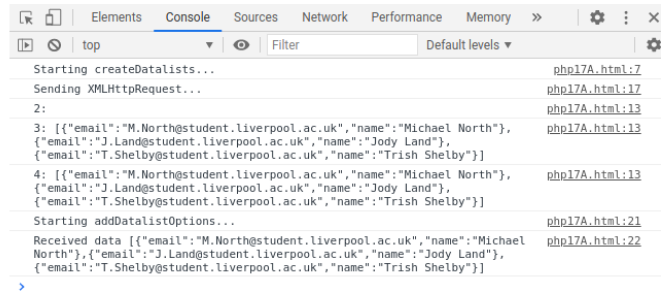 Elements Console Sources Network Performance Memory »
top ▼ Filter Default levels ▼
Starting createDatalists... php17A.html:7
Sending XMLHttpRequest... php17A.html:17
2: php17A.html:13
3: [{"email":"M.North@student.liverpool.ac.uk","name":"Michael North"}, php17A.html:13
{"email":"J.Land@student.liverpool.ac.uk","name":"Jody Land"},
{"email":"T.Shelby@student.liverpool.ac.uk","name":"Trish Shelby"}]
4: [{"email":"M.North@student.liverpool.ac.uk","name":"Michael North"}, php17A.html:13
{"email":"J.Land@student.liverpool.ac.uk","name":"Jody Land"},
{"email":"T.Shelby@student.liverpool.ac.uk","name":"Trish Shelby"}]
Starting addDatalistOptions... php17A.html:21
Received data [{"email":"M.North@student.liverpool.ac.uk","name":"Michael php17A.html:22
North"},{"email":"J.Land@student.liverpool.ac.uk","name":"Jody Land"},
{"email":"T.Shelby@student.liverpool.ac.uk","name":"Trish Shelby"}]